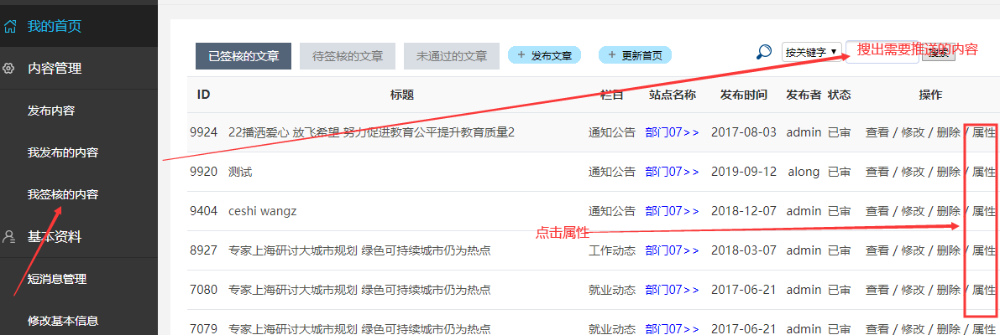 我的首页
内容管理
发布内容
我发布的内容
我签核的内容
基本资料
短消息管理
修改基本信息
已签核的文章 待签核的文章 未通过的文章 + 发布文章 + 更新首页 按关键字 ▼ 搜索
搜出需要推送的内容
ID 标题 栏目 站点名称 发布时间 发布者 状态 操作
9924 22播洒爱心 放飞希望 努力促进教育公平提升教育质量2 通知公告 部门07>> 2017-08-03 admin 已审 查看 / 修改 / 删除 / 属性
9920 测试 通知公告 部门07>> 2019-09-12 along 已审 查看 / 修改 / 删除 / 属性
9404 ceshi wangz 通知公告 部门07>> 2018-12-07 admin 已审 查看 / 修改 / 删除 / 属性
点击属性
8927 专家上海研讨大城市规划 绿色可持续城市仍为热点 工作动态 部门07>> 2018-03-07 admin 已审 查看 / 修改 / 删除 / 属性
7080 专家上海研讨大城市规划 绿色可持续城市仍为热点 就业动态 部门07>> 2017-06-21 admin 已审 查看 / 修改 / 删除 / 属性
7079 专家上海研讨大城市规划 绿色可持续城市仍为热点 就业动态 部门07>> 2017-06-21 admin 已审 查看 / 修改 / 删除 / 属性